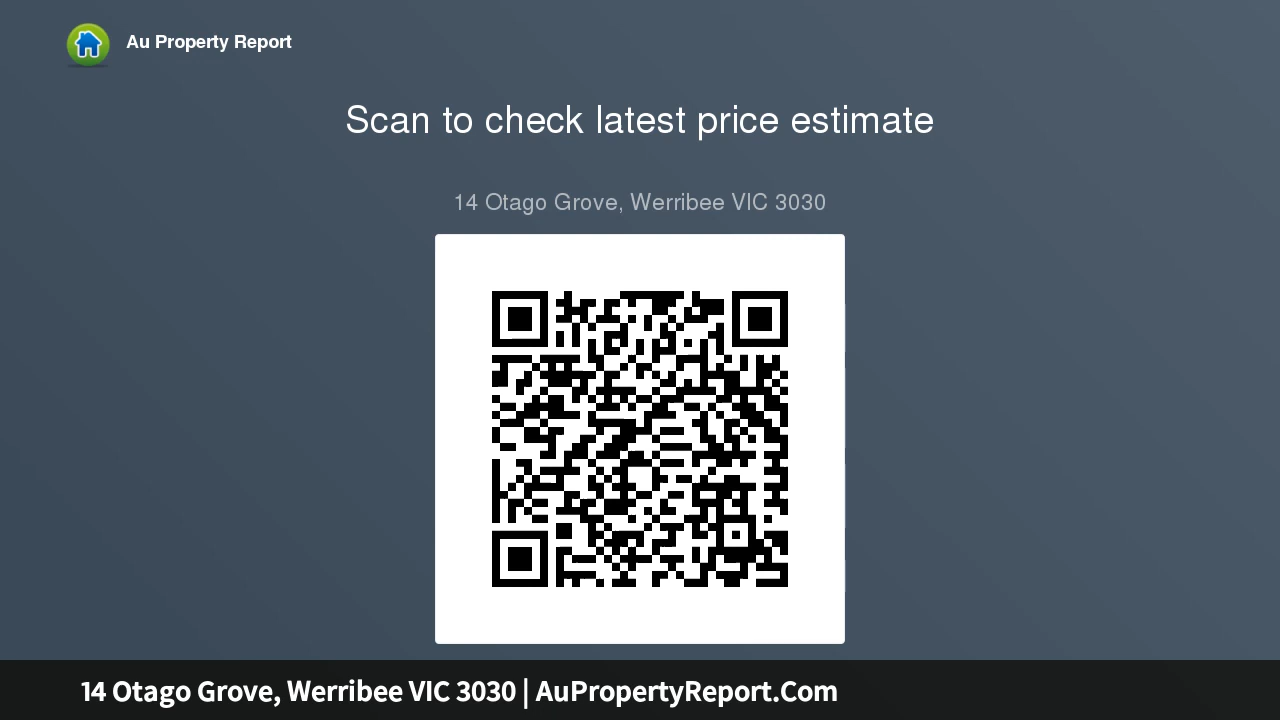 Au Property Report
Scan to check latest price estimate
14 Otago Grove, Werribee VIC 3030
14 Otago Grove, Werribee VIC 3030 | AuPropertyReport.Com